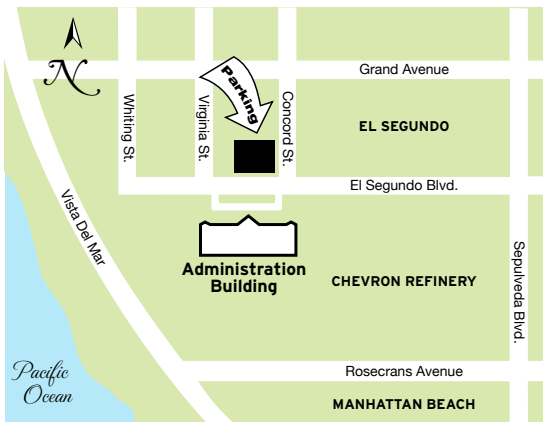 N
Grand Avenue
Parking
Whiting St.
Virginia St.
Concord St.
EL SEGUNDO
El Segundo Blvd.
Vista Del Mar
Administration
Building
CHEVRON REFINERY
Sepulveda Blvd.
Rosecrans Avenue
Pacific
Ocean
MANHATTAN BEACH